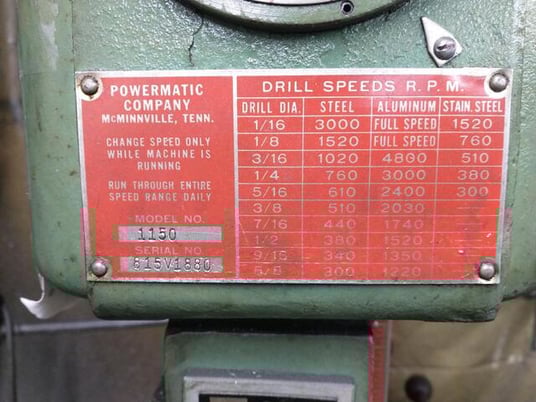 POWERMATIC
COMPANY
McMINNVILLE, TENN.
CHANGE SPEED ONLY
WHILE MACHINE IS
RUNNING
RUN THROUGH ENTIRE
SPEED RANGE DAILY
MODEL NO.
1150
SERIAL NO
615V1880
DRILL SPEEDS R.P.M.
DRILL DIA. STEEL ALUMINUM STAIN. STEEL
1/16 3000 FULL SPEED 1520
1/8 1520 FULL SPEED 760
3/16 1020 4800 510
1/4 760 3000 380
5/16 610 2400 300
3/8 510 2030 -
7/16 440 1740 -
1/2 380 1520 -
9/16 340 1350 -
5/8 300 1220 -